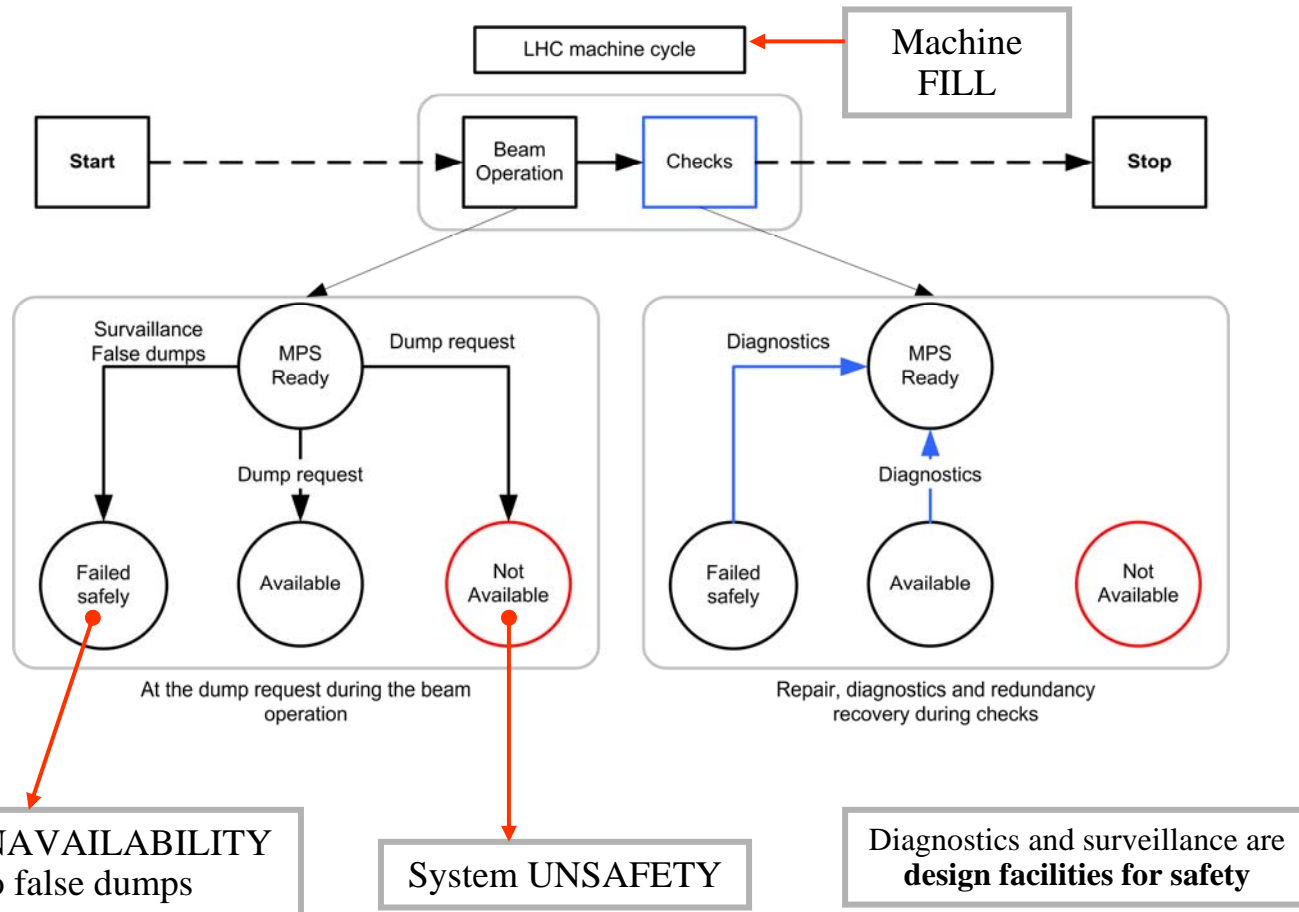 LHC machine cycle
Machine
FILL
Start
Beam
Operation
Checks
Stop
Survaillance
False dumps
MPS
Ready
Dump request
Dump request
Failed
safely
Available
Not
Available
At the dump request during the beam
operation
Diagnostics
MPS
Ready
Diagnostics
Failed
safely
Available
Not
Available
Repair, diagnostics and redundancy
recovery during checks
NAVAILABILITY
false dumps
System UNSAFETY
Diagnostics and surveillance are
design facilities for safety